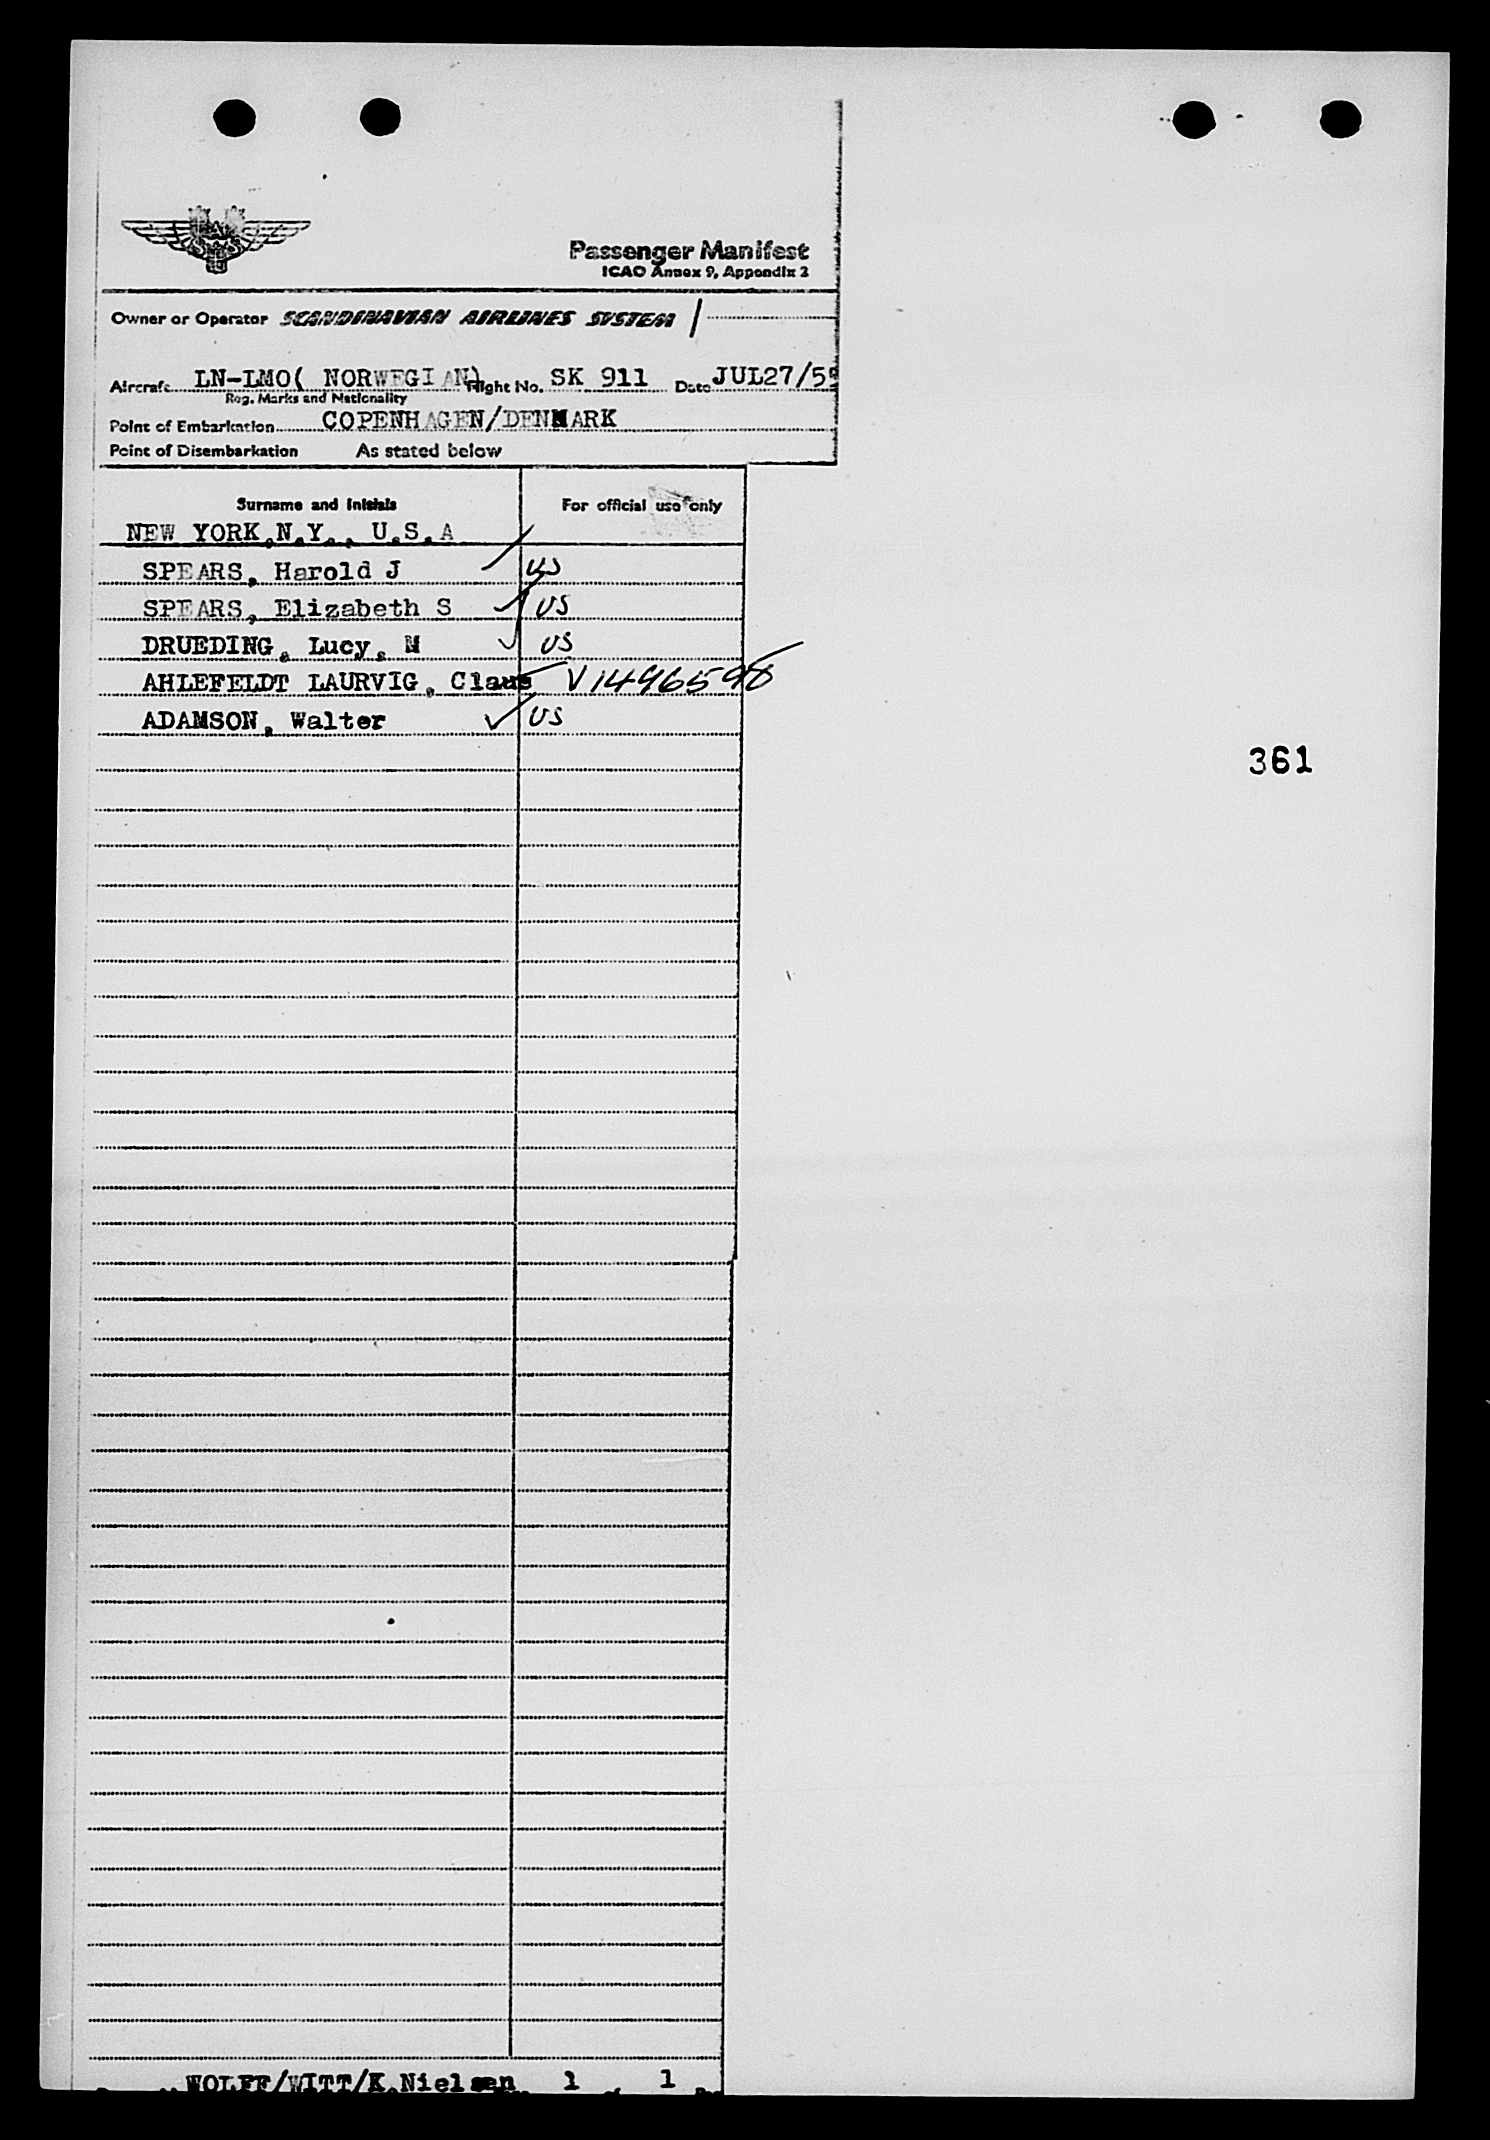 SAS
Passenger Manifest
ICAO Annex 9, Appendix 2
Owner or Operator SCANDINAVIAN AIRLINES SYSTEM /
Aircraft LN-LMO( NORWEGIAN) Flight No. SK 911 Date JUL27/59
Reg. Marks and Nationality
Point of Embarkation COPENHAGEN/DENMARK
Point of Disembarkation As stated below
Surname and Initials For official use only
NEW YORK,N.Y., U.S.A
SPEARS, Harold J US
SPEARS, Elizabeth S US
DRUEDING, Lucy, M US
AHLEFELDT LAURVIG, Claus V1496598
ADAMSON, Walter US
361
WOLFF/WITT/K.Nielsen 1 1